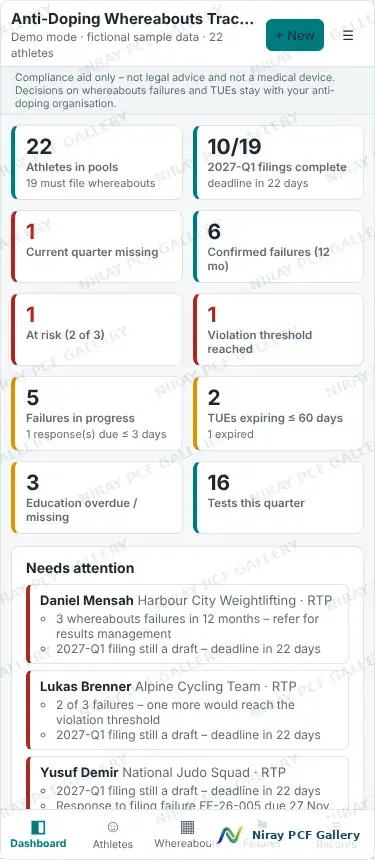 Anti-Doping Whereabouts Trac...
Demo mode · fictional sample data · 22
athletes
+ New
☰
Compliance aid only – not legal advice and not a medical device.
Decisions on whereabouts failures and TUEs stay with your anti-
doping organisation.
22
Athletes in pools
19 must file whereabouts
10/19
2027-Q1 filings complete
deadline in 22 days
1
Current quarter missing
6
Confirmed failures (12
mo)
1
At risk (2 of 3)
1
Violation threshold
reached
5
Failures in progress
1 response(s) due ≤ 3 days
2
TUEs expiring ≤ 60 days
1 expired
3
Education overdue /
missing
16
Tests this quarter
Needs attention
Daniel Mensah Harbour City Weightlifting · RTP
3 whereabouts failures in 12 months – refer for
results management
2027-Q1 filing still a draft – deadline in 22 days
Lukas Brenner Alpine Cycling Team · RTP
2 of 3 failures – one more would reach the
violation threshold
2027-Q1 filing still a draft – deadline in 22 days
Yusuf Demir National Judo Squad · RTP
2027-Q1 filing still a draft – deadline in 22 days
Response to filing failure FF-26-005 due 27 Nov
Dashboard
Athletes
Whereabou
Failures
Records
Niray PCF Gallery
NIRAY PCF GALLERY